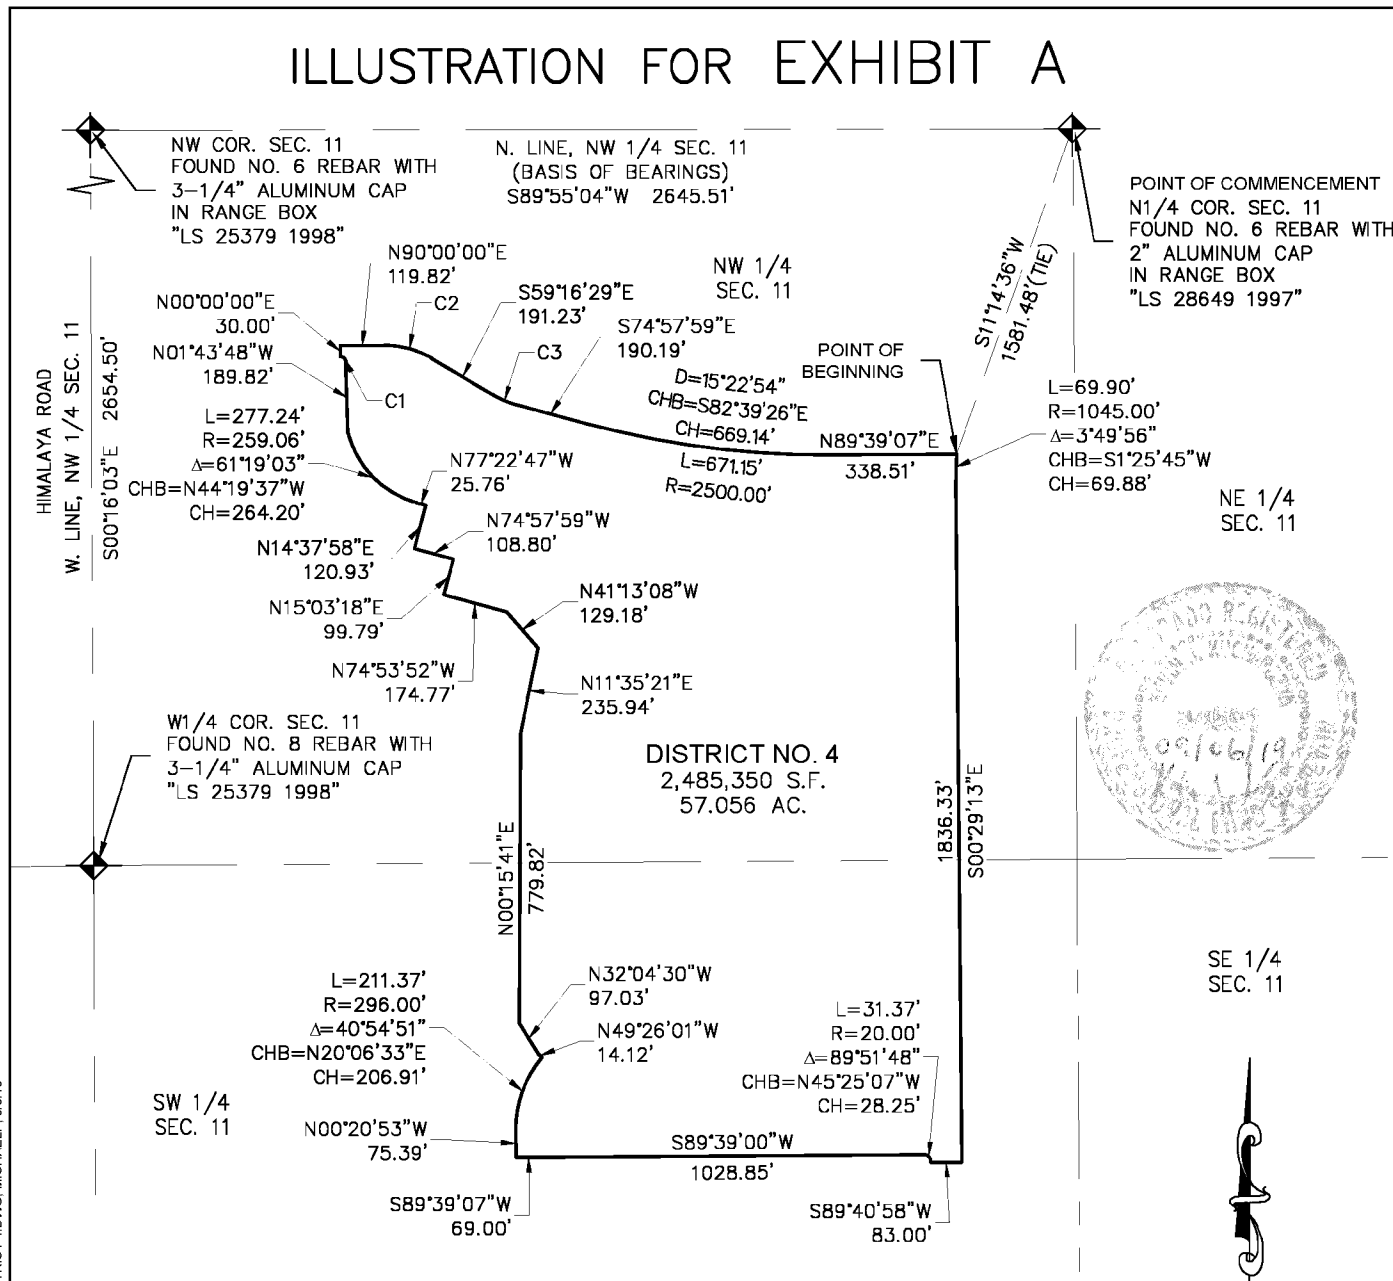 ILLUSTRATION FOR EXHIBIT A
NW COR. SEC. 11
FOUND NO. 6 REBAR WITH
3-1/4" ALUMINUM CAP
IN RANGE BOX
"LS 25379 1998"
N. LINE, NW 1/4 SEC. 11
(BASIS OF BEARINGS)
S89°55'04"W 2645.51'
POINT OF COMMENCEMENT
N1/4 COR. SEC. 11
FOUND NO. 6 REBAR WITH
2" ALUMINUM CAP
IN RANGE BOX
"LS 28649 1997"
S11°14'36"W
1581.48'(TIE)
NW 1/4
SEC. 11
N90°00'00"E
119.82'
C2
N00°00'00"E
30.00'
S59°16'29"E
191.23'
S74°57'59"E
190.19'
C3
N01°43'48"W
189.82'
C1
POINT OF
BEGINNING
D=15°22'54"
CHB=S82°39'26"E
CH=669.14'
L=671.15'
R=2500.00'
N89°39'07"E
338.51'
L=69.90'
R=1045.00'
Δ=3°49'56"
CHB=S1°25'45"W
CH=69.88'
HIMALAYA ROAD
W. LINE, NW 1/4 SEC. 11
S00°16'03"E 2654.50'
L=277.24'
R=259.06'
Δ=61°19'03"
CHB=N44°19'37"W
CH=264.20'
N77°22'47"W
25.76'
N74°57'59"W
108.80'
NE 1/4
SEC. 11
N14°37'58"E
120.93'
N15°03'18"E
99.79'
N41°13'08"W
129.18'
N74°53'52"W
174.77'
N11°35'21"E
235.94'
W1/4 COR. SEC. 11
FOUND NO. 8 REBAR WITH
3-1/4" ALUMINUM CAP
"LS 25379 1998"
DISTRICT NO. 4
2,485,350 S.F.
57.056 AC.
09/06/19
1836.33'
S00°29'13"E
N00°15'41"E
779.82'
SE 1/4
SEC. 11
L=211.37'
R=296.00'
Δ=40°54'51"
CHB=N20°06'33"E
CH=206.91'
N32°04'30"W
97.03'
N49°26'01"W
14.12'
L=31.37'
R=20.00'
Δ=89°51'48"
CHB=N45°25'07"W
CH=28.25'
SW 1/4
SEC. 11
N00°20'53"W
75.39'
S89°39'00"W
1028.85'
S89°39'07"W
69.00'
S89°40'58"W
83.00'